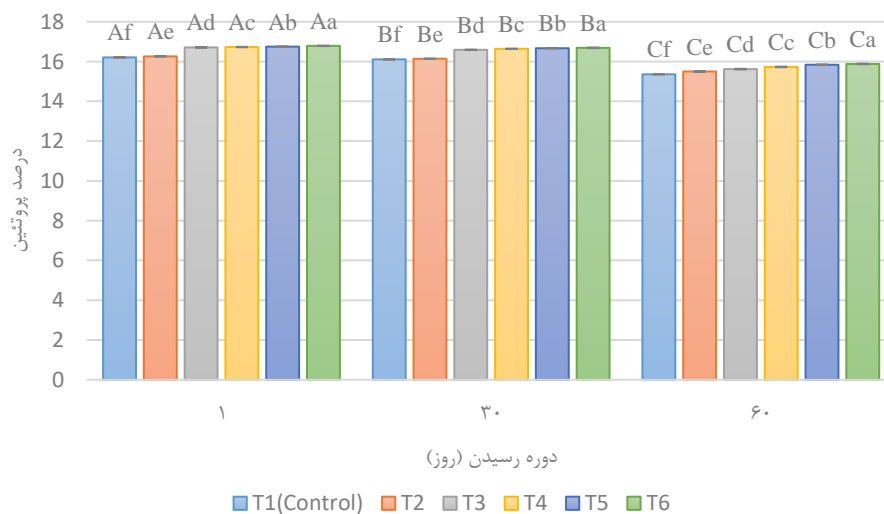 18
16
14
12
10
8
6
4
2
0
درصد پروتئین
Af Ae Ad Ac Ab Aa
Bf Be Bd Bc Bb Ba
Cf Ce Cd Cc Cb Ca
۱ ۳۰ ۶۰
دوره رسیدن (روز)
T1(Control) T2 T3 T4 T5 T6